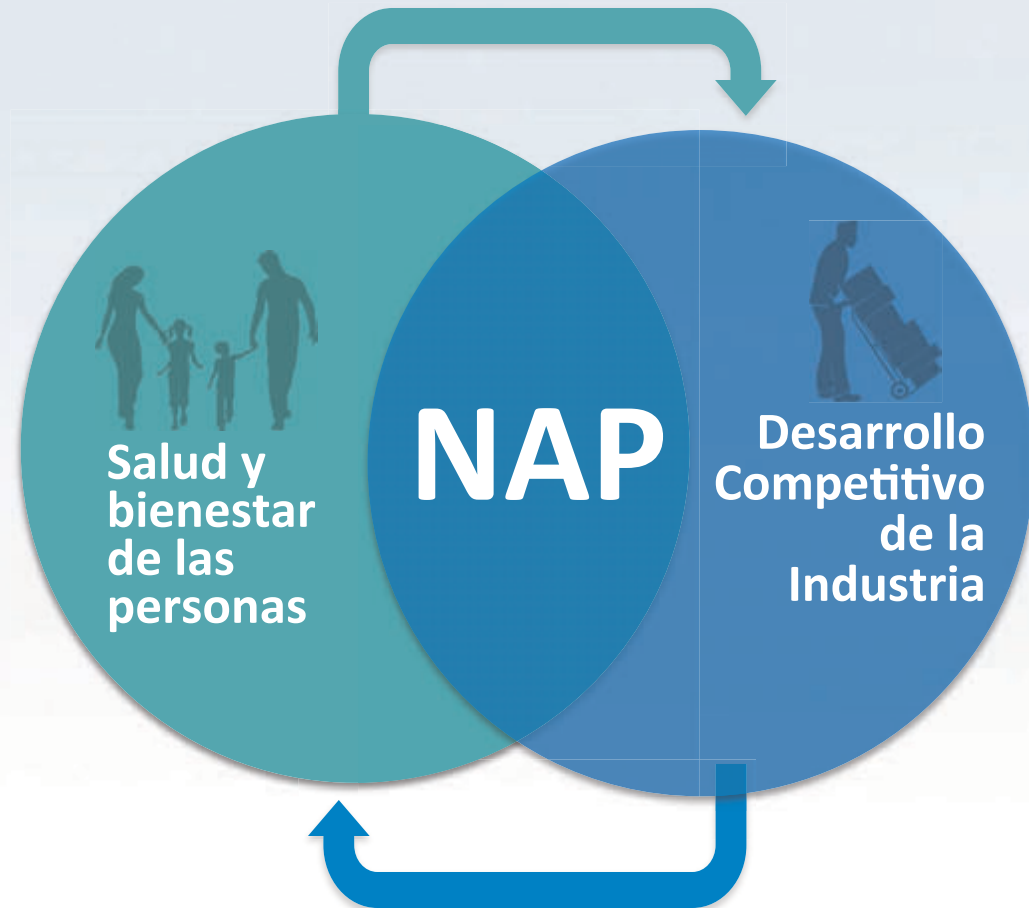 Salud y
bienestar
de las
personas
NAP
Desarrollo
Competitivo
de la
Industria